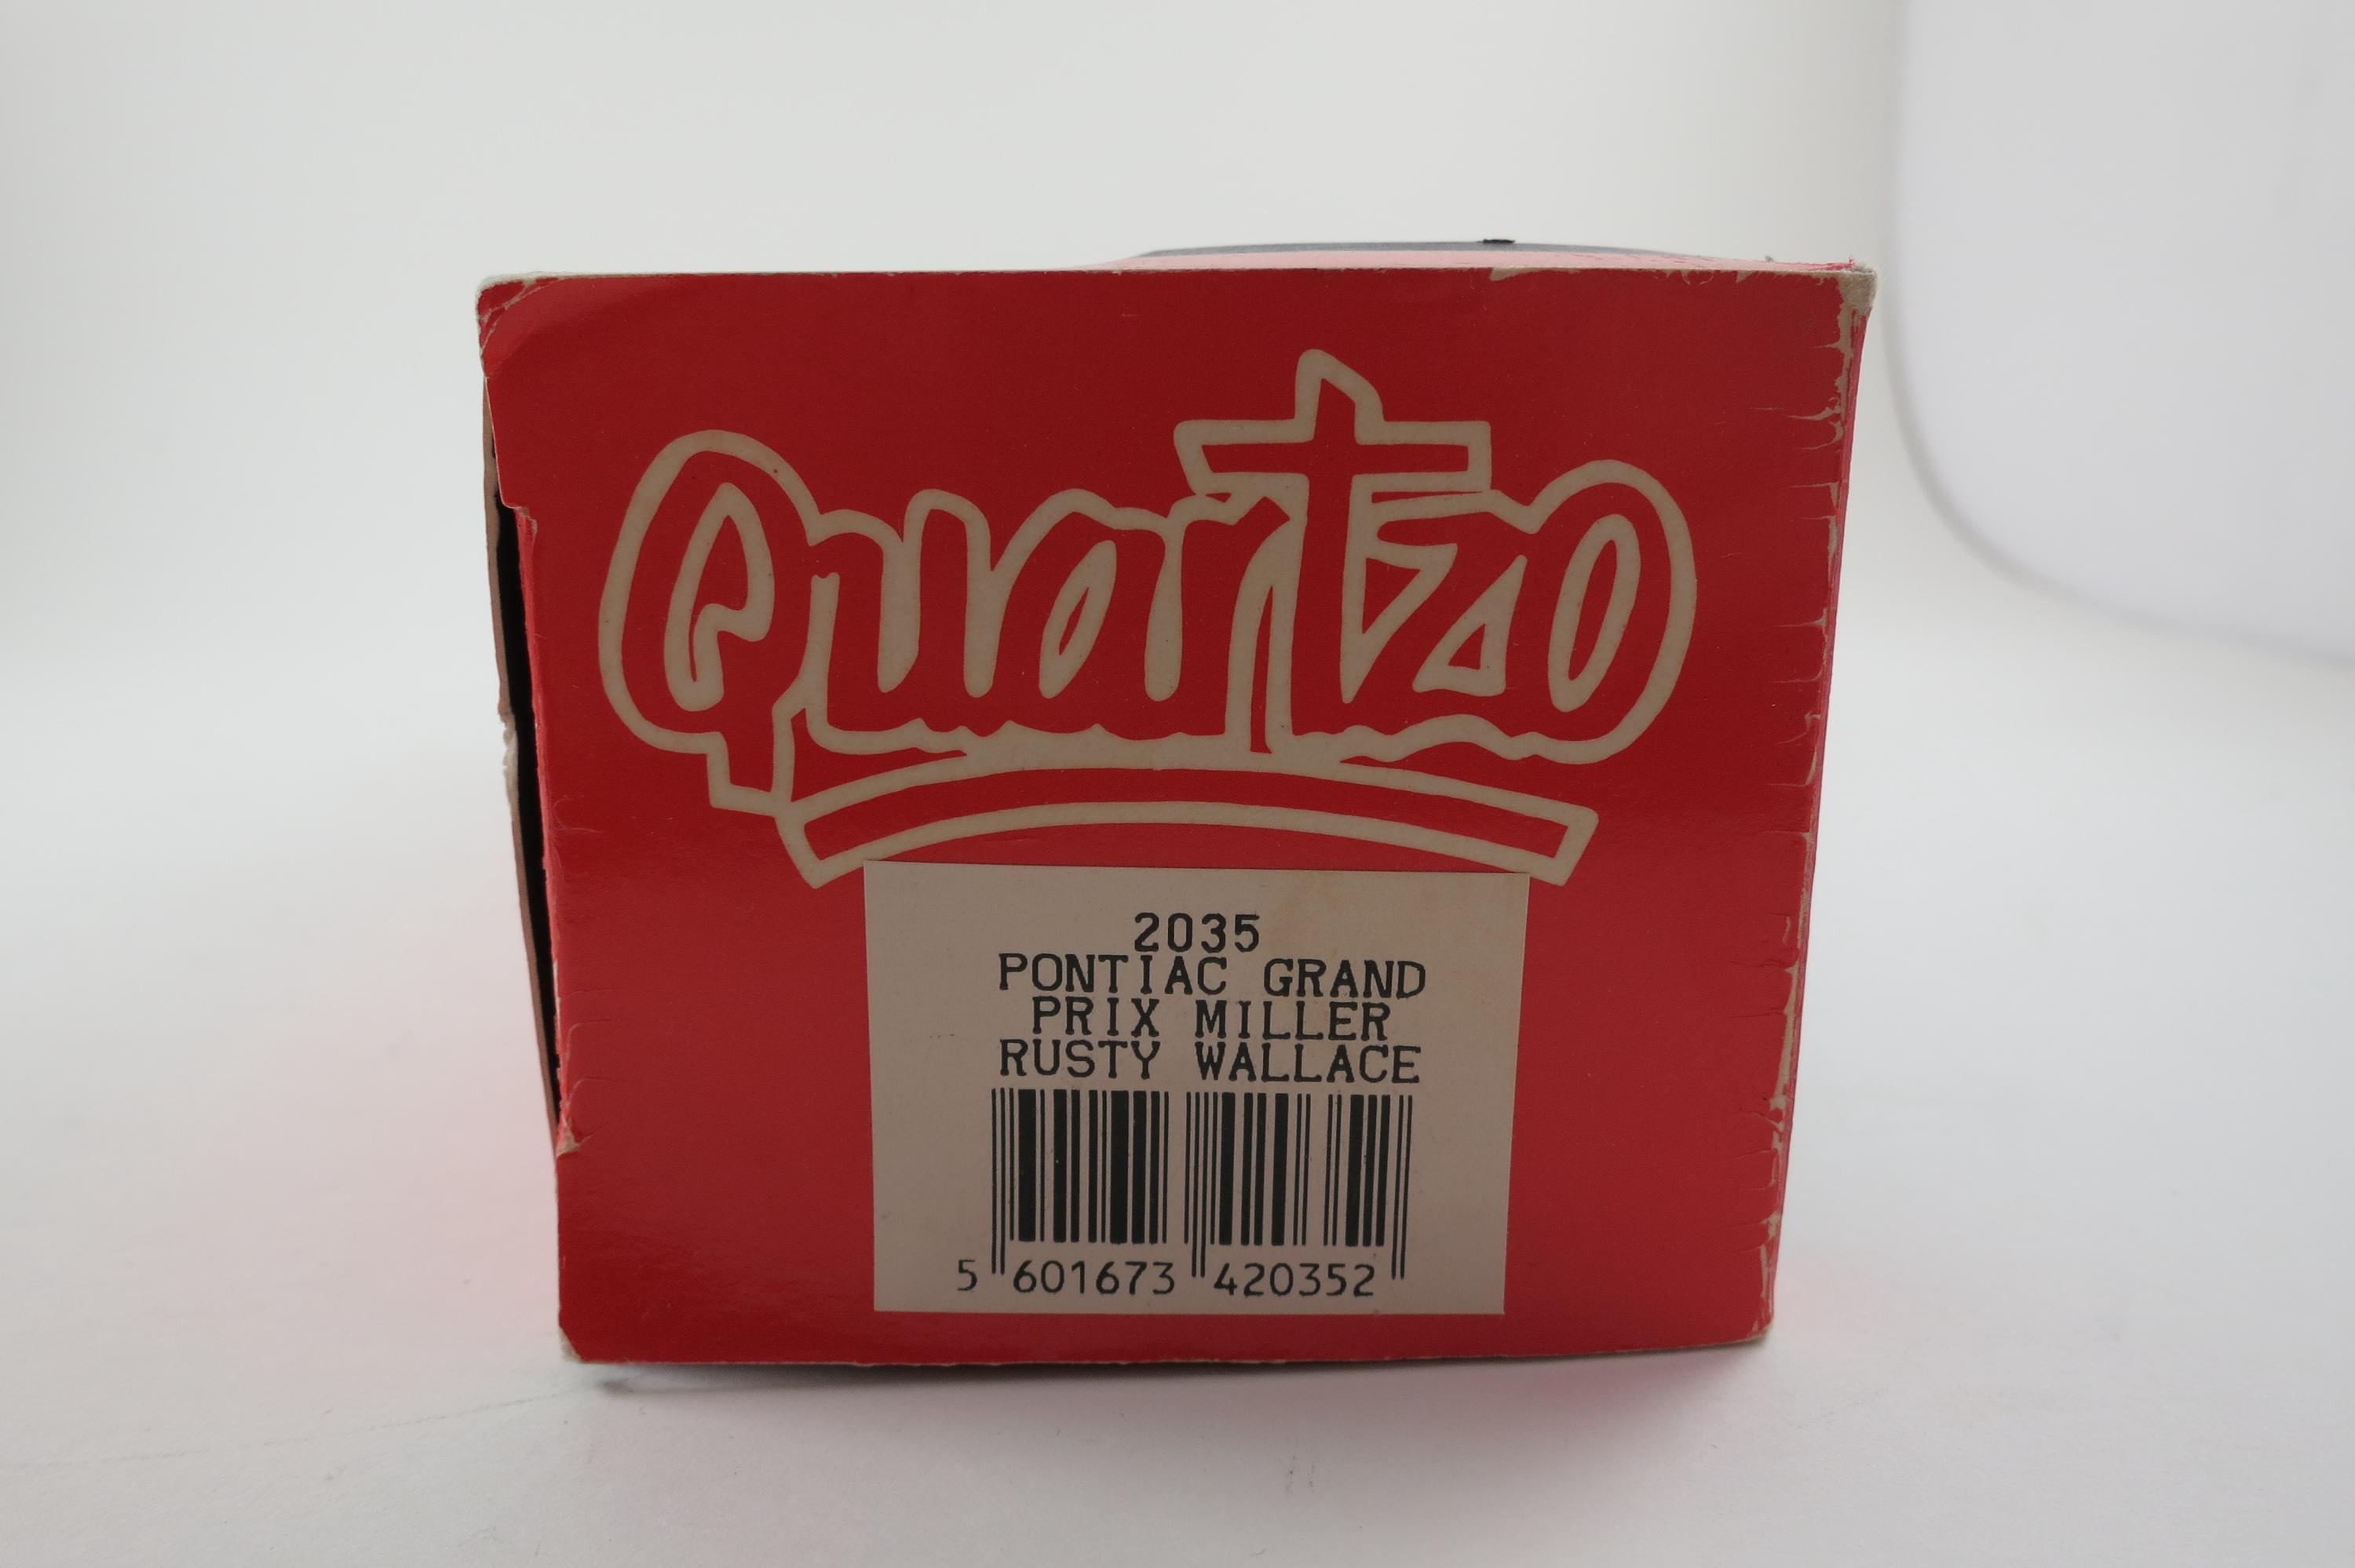 Quartzo
2035
PONTIAC GRAND
PRIX MILLER
RUSTY WALLACE
5 601673 420352